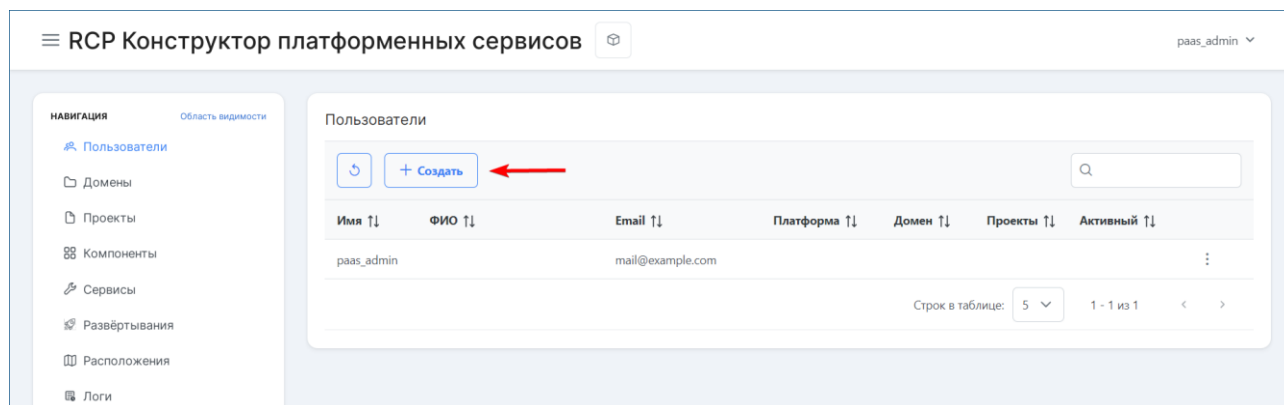 RCP Конструктор платформенных сервисов
paas_admin
НАВИГАЦИЯ Область видимости
Пользователи
Домены
Проекты
Компоненты
Сервисы
Развёртывания
Расположения
Логи
Пользователи
+ Создать
Имя ↑↓ ФИО ↑↓ Email ↑↓ Платформа ↑↓ Домен ↑↓ Проекты ↑↓ Активный ↑↓
paas_admin mail@example.com
Строк в таблице: 5 1 - 1 из 1